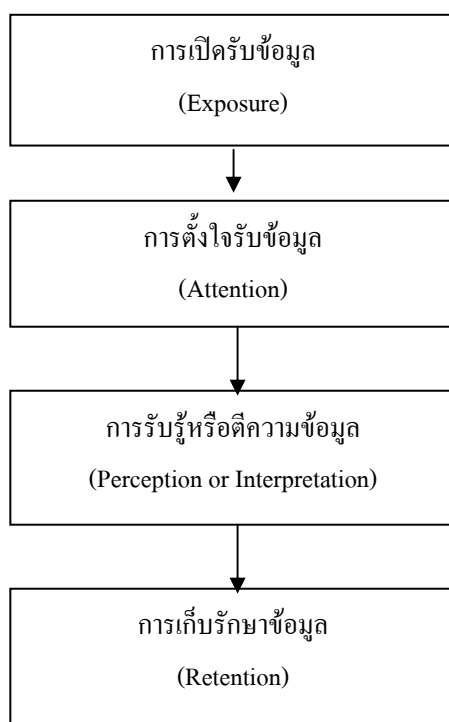 การเปิดรับข้อมูล
(Exposure)
การตั้งใจรับข้อมูล
(Attention)
การรับรู้หรือตีความข้อมูล
(Perception or Interpretation)
การเก็บรักษาข้อมูล
(Retention)